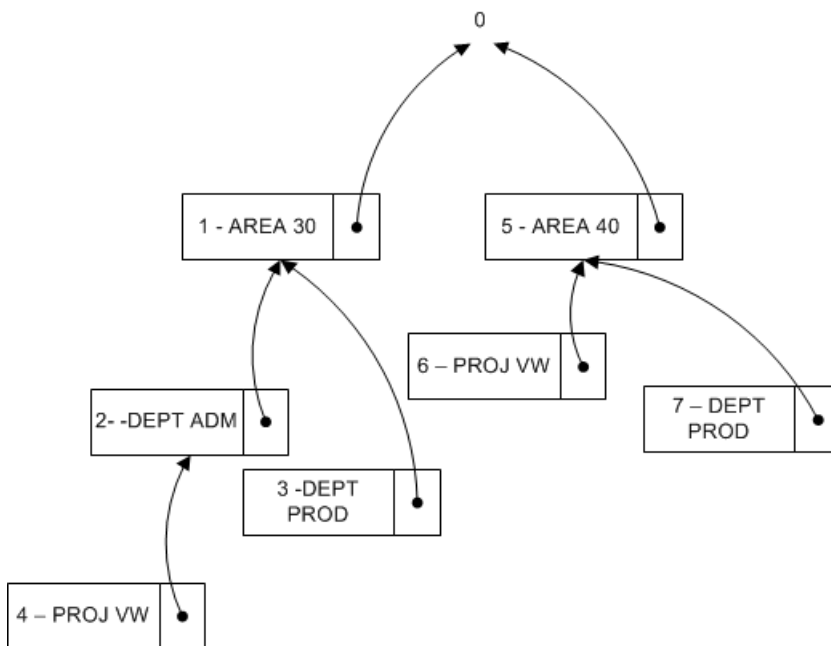 0
1 - AREA 30
5 - AREA 40
6 – PROJ VW
2- -DEPT ADM
7 – DEPT
PROD
3 -DEPT
PROD
4 – PROJ VW